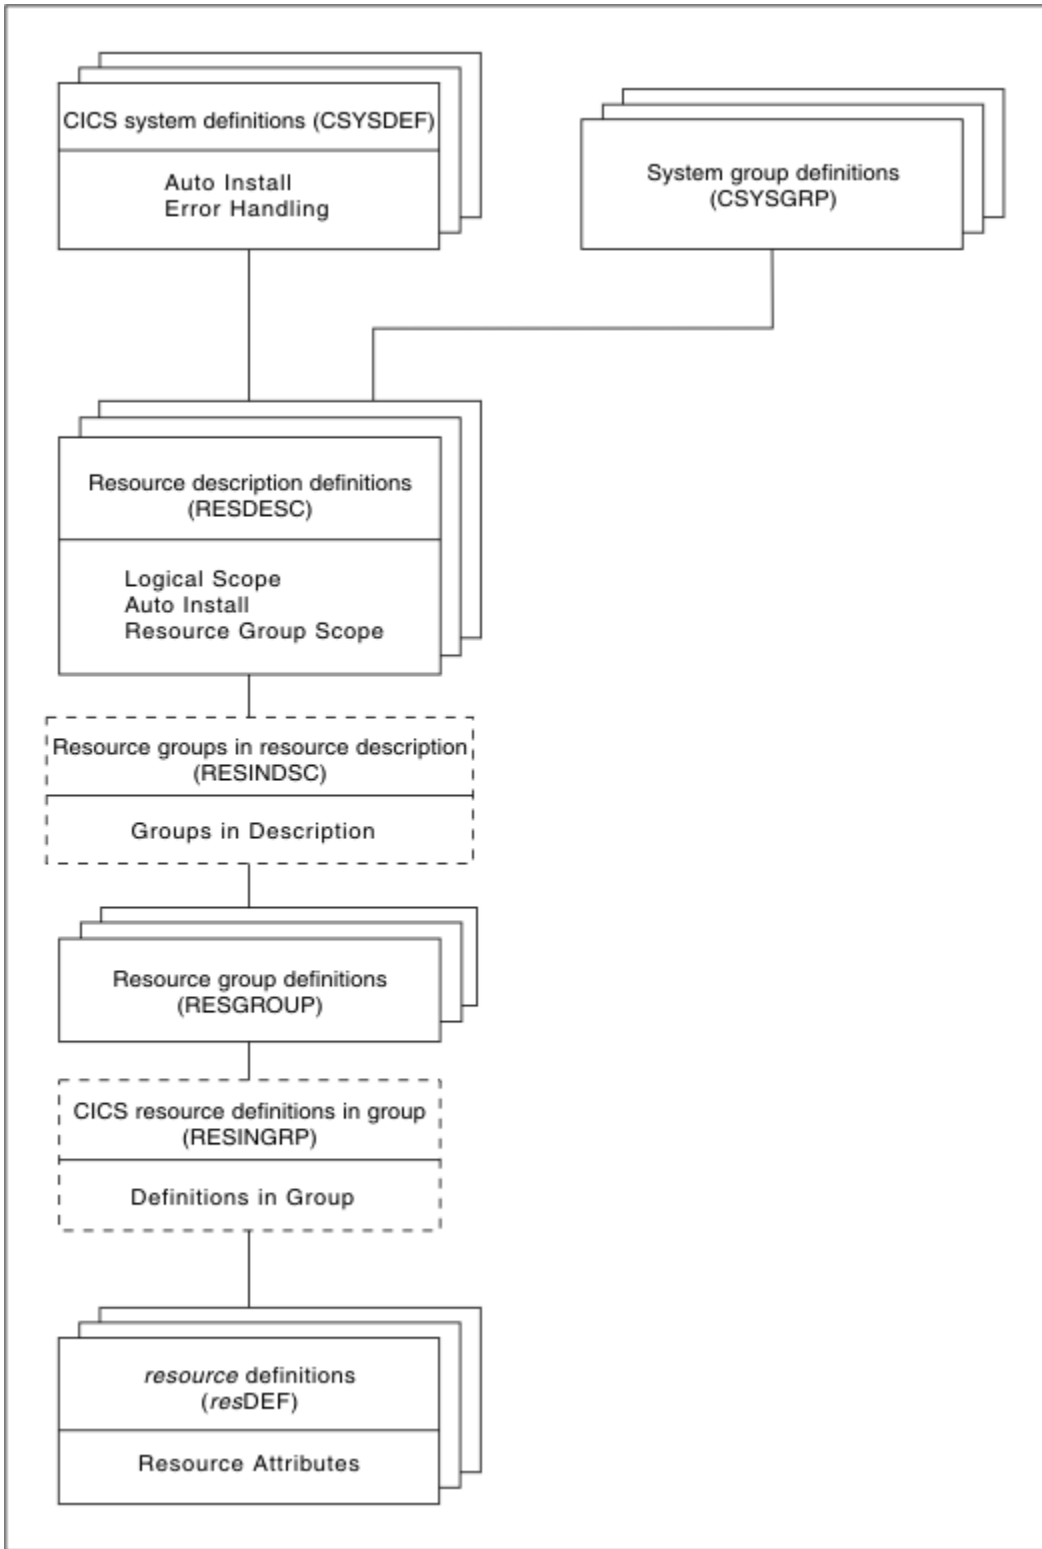 CICS system definitions (CSYSDEF)
Auto Install
Error Handling
System group definitions
(CSYSGRP)
Resource description definitions
(RESDESC)
Logical Scope
Auto Install
Resource Group Scope
Resource groups in resource description
(RESINDSC)
Groups in Description
Resource group definitions
(RESGROUP)
CICS resource definitions in group
(RESINGRP)
Definitions in Group
resource definitions
(resDEF)
Resource Attributes